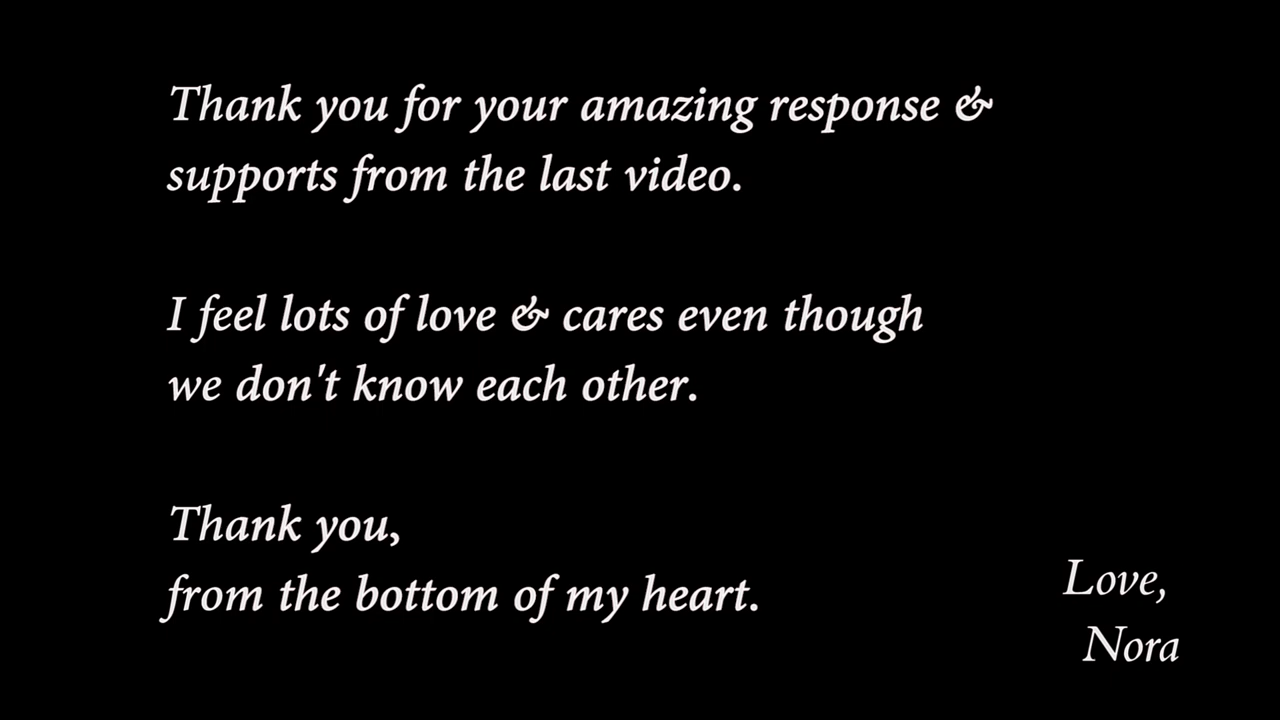 Thank you for your amazing response &
supports from the last video.
I feel lots of love & cares even though
we don't know each other.
Thank you,
from the bottom of my heart.
Love,
Nora